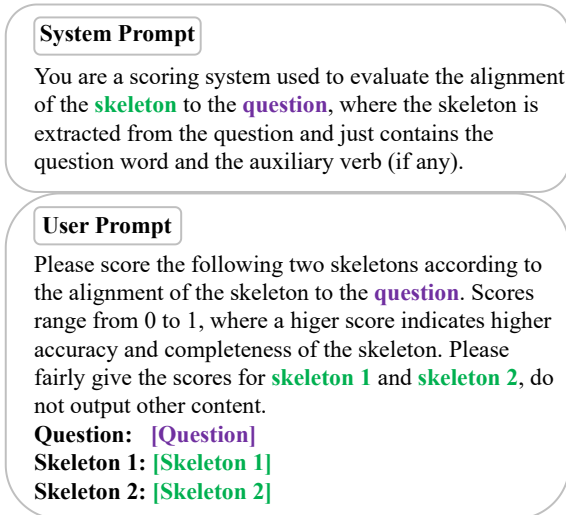 System Prompt
You are a scoring system used to evaluate the alignment
of the skeleton to the question, where the skeleton is
extracted from the question and just contains the
question word and the auxiliary verb (if any).
User Prompt
Please score the following two skeletons according to
the alignment of the skeleton to the question. Scores
range from 0 to 1, where a higer score indicates higher
accuracy and completeness of the skeleton. Please
fairly give the scores for skeleton 1 and skeleton 2, do
not output other content.
Question: [Question]
Skeleton 1: [Skeleton 1]
Skeleton 2: [Skeleton 2]